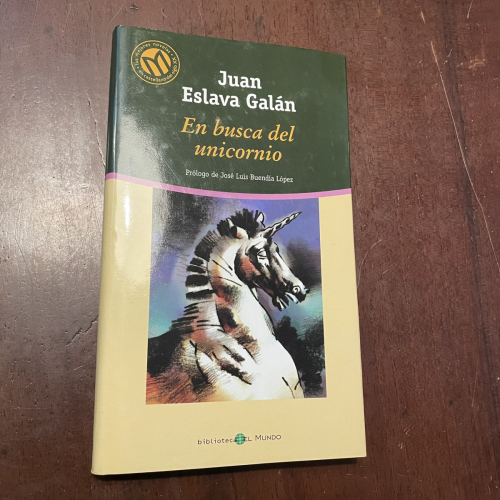 Juan
Eslava Galán
En busca del
unicornio
Prólogo de José Luis Buendía López
biblioteca EL MUNDO